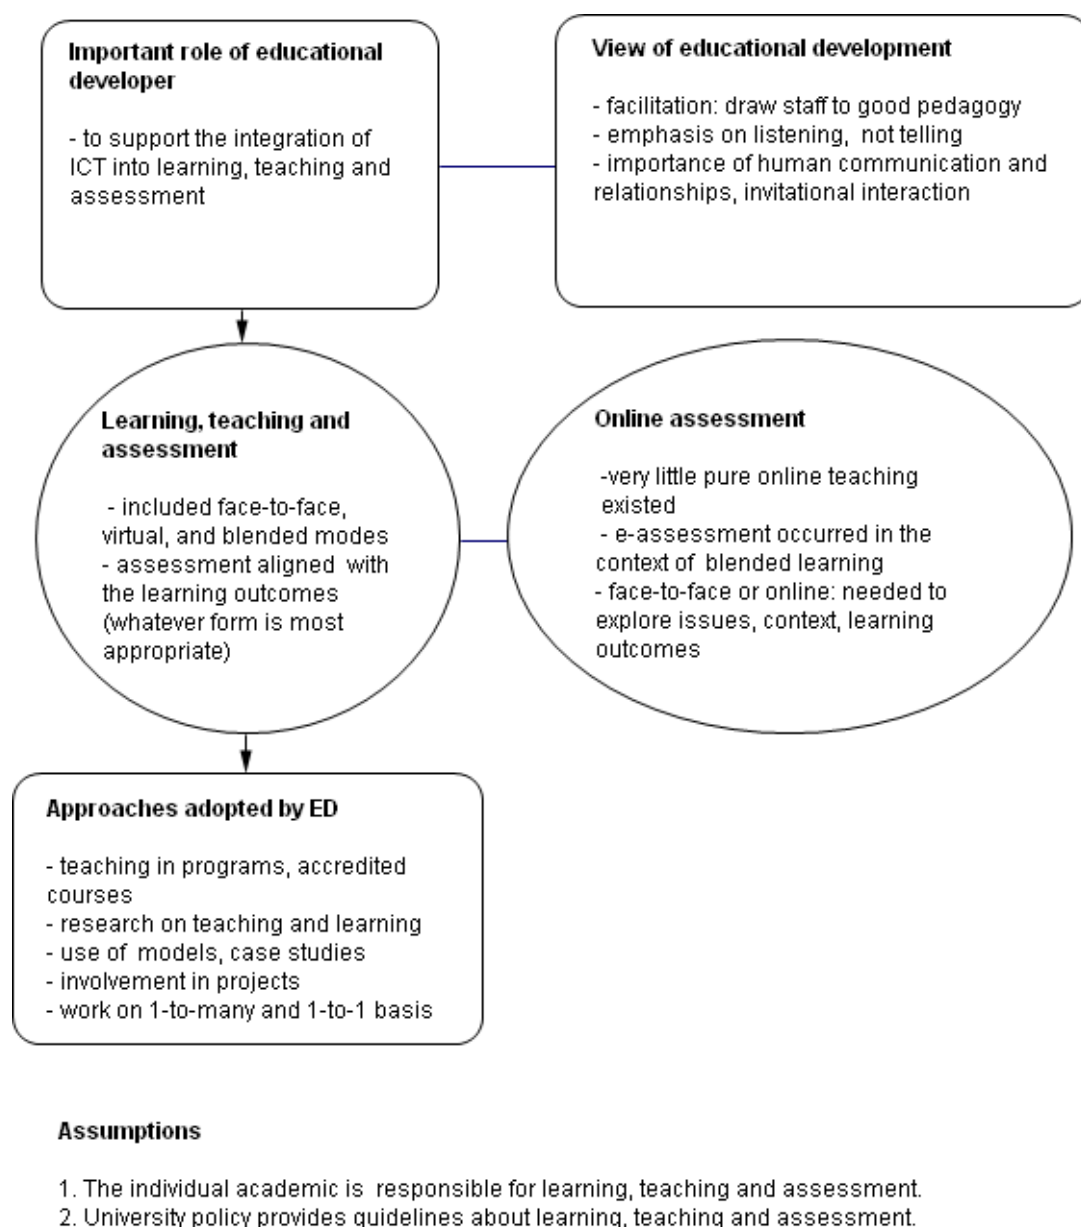 Important role of educational
developer
- to support the integration of
ICT into learning, teaching and
assessment
View of educational development
- facilitation: draw staff to good pedagogy
- emphasis on listening, not telling
- importance of human communication and
relationships, invitational interaction
Learning, teaching and
assessment
- included face-to-face,
virtual, and blended modes
- assessment aligned with
the learning outcomes
(whatever form is most
appropriate)
Online assessment
-very little pure online teaching
existed
- e-assessment occurred in the
context of blended learning
- face-to-face or online: needed to
explore issues, context, learning
outcomes
Approaches adopted by ED
- teaching in programs, accredited
courses
- research on teaching and learning
- use of models, case studies
- involvement in projects
- work on 1-to-many and 1-to-1 basis
Assumptions
1. The individual academic is responsible for learning, teaching and assessment.
2. University policy provides guidelines about learning, teaching and assessment.